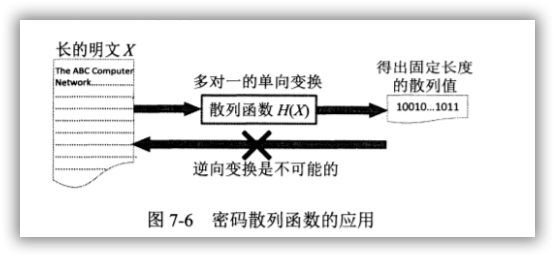 长的明文 X
The ABC Computer
Network...................
多对一的单向变换
散列函数 H(X)
得出固定长度
的散列值
10010...1011
逆向变换是不可能的
图 7-6 密码散列函数的应用